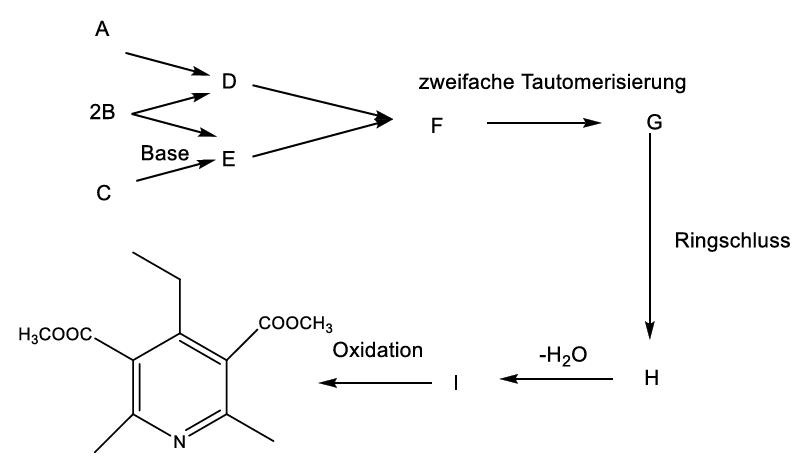 A
D
zweifache Tautomerisierung
2B
F
G
Base
E
C
Ringschluss
H₃COOC
COOCH₃
Oxidation
-H₂O
I
H
N